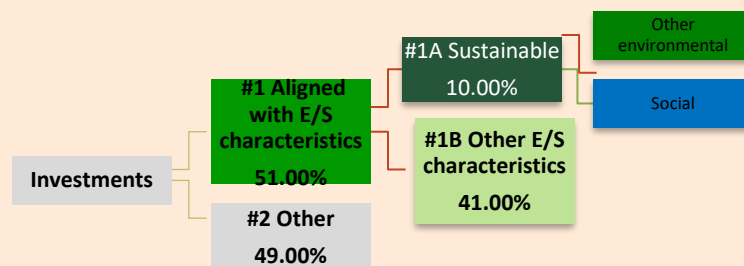 Investments
#1 Aligned
with E/S
characteristics
51.00%
#2 Other
49.00%
#1A Sustainable
10.00%
#1B Other E/S
characteristics
41.00%
Other
environmental
Social